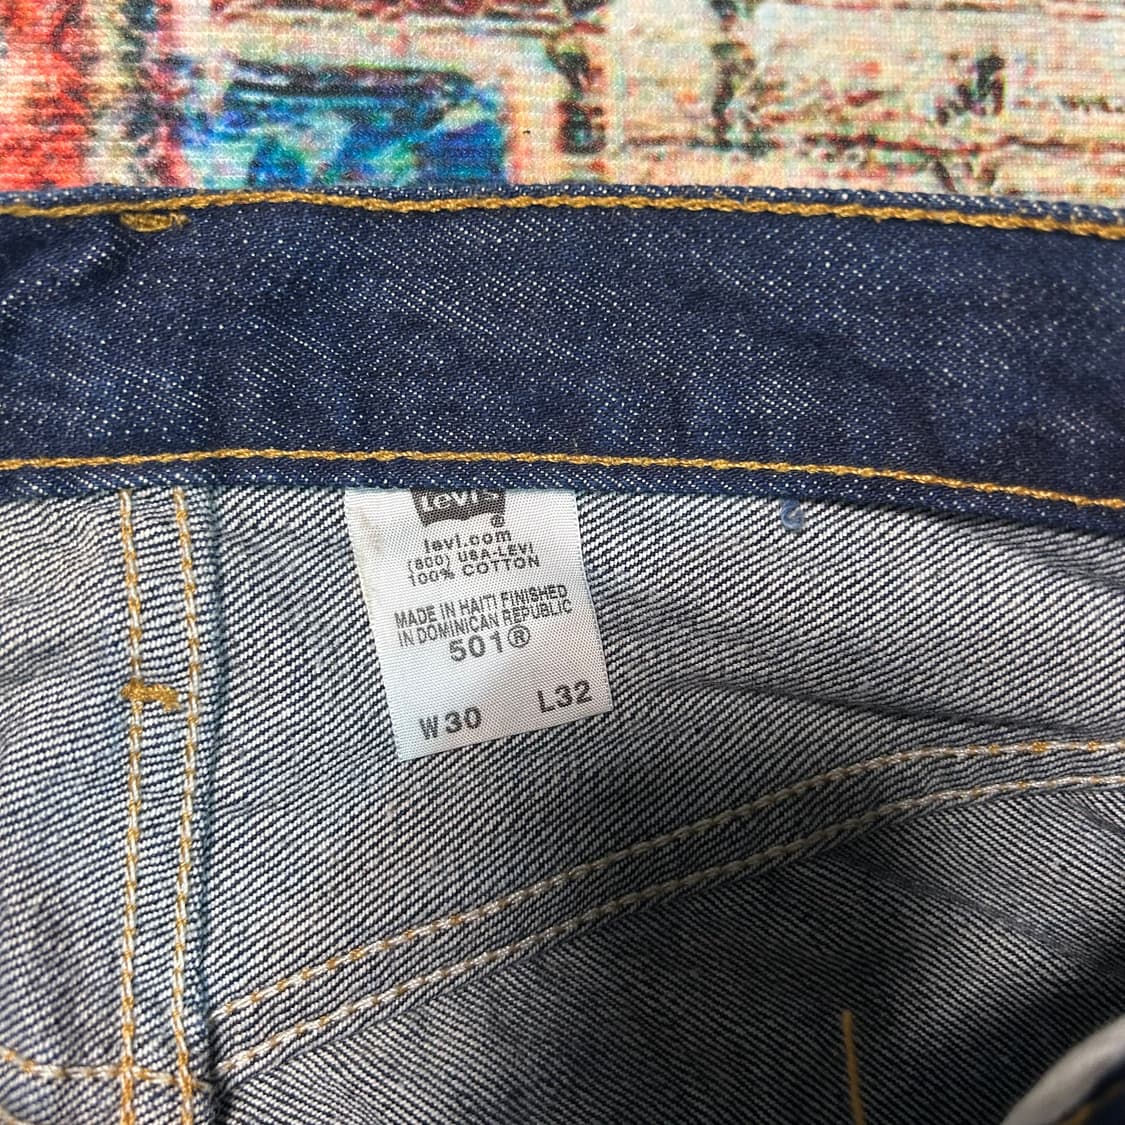 Levi's
®
levi.com
(800) USA-LEVI
100% COTTON
MADE IN HAITI FINISHED
IN DOMINICAN REPUBLIC
501®
W30 L32